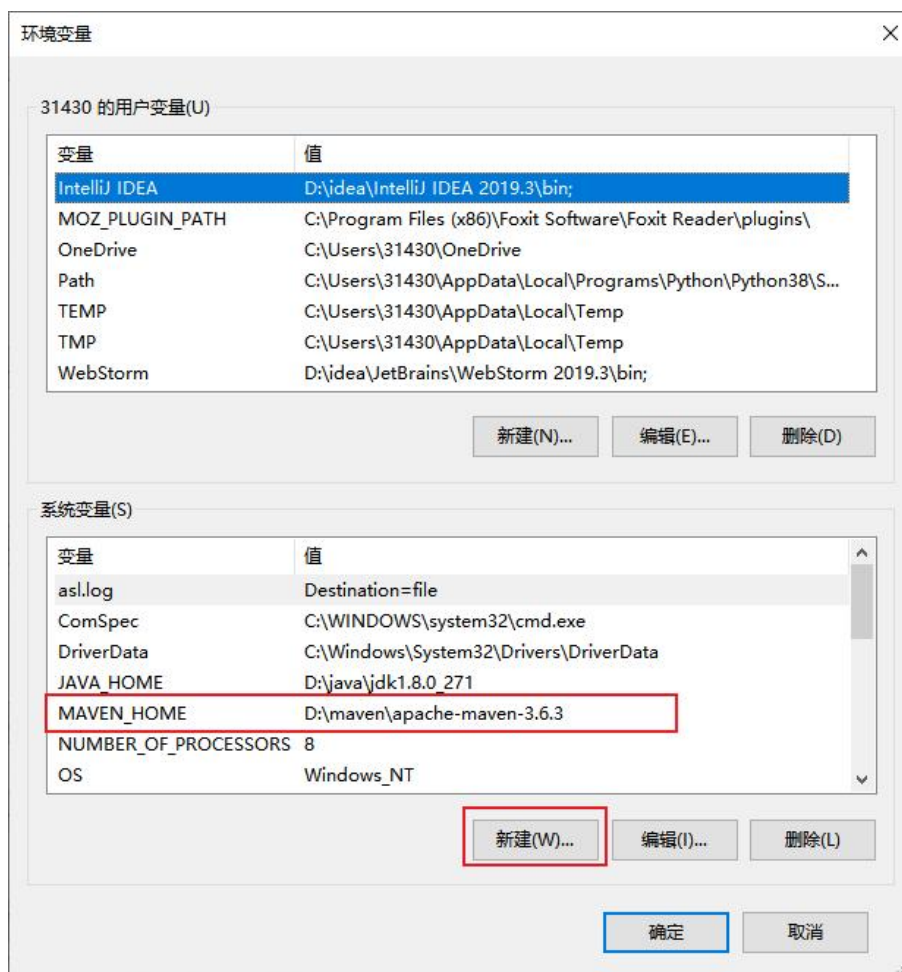 环境变量
31430 的用户变量(U)
变量 值
IntelliJ IDEA D:\idea\IntelliJ IDEA 2019.3\bin;
MOZ_PLUGIN_PATH C:\Program Files (x86)\Foxit Software\Foxit Reader\plugins\
OneDrive C:\Users\31430\OneDrive
Path C:\Users\31430\AppData\Local\Programs\Python\Python38\S...
TEMP C:\Users\31430\AppData\Local\Temp
TMP C:\Users\31430\AppData\Local\Temp
WebStorm D:\idea\JetBrains\WebStorm 2019.3\bin;
新建(N)... 编辑(E)... 删除(D)
系统变量(S)
变量 值
asl.log Destination=file
ComSpec C:\WINDOWS\system32\cmd.exe
DriverData C:\Windows\System32\Drivers\DriverData
JAVA_HOME D:\java\jdk1.8.0_271
MAVEN_HOME D:\maven\apache-maven-3.6.3
NUMBER_OF_PROCESSORS 8
OS Windows_NT
新建(W)... 编辑(I)... 删除(L)
确定 取消